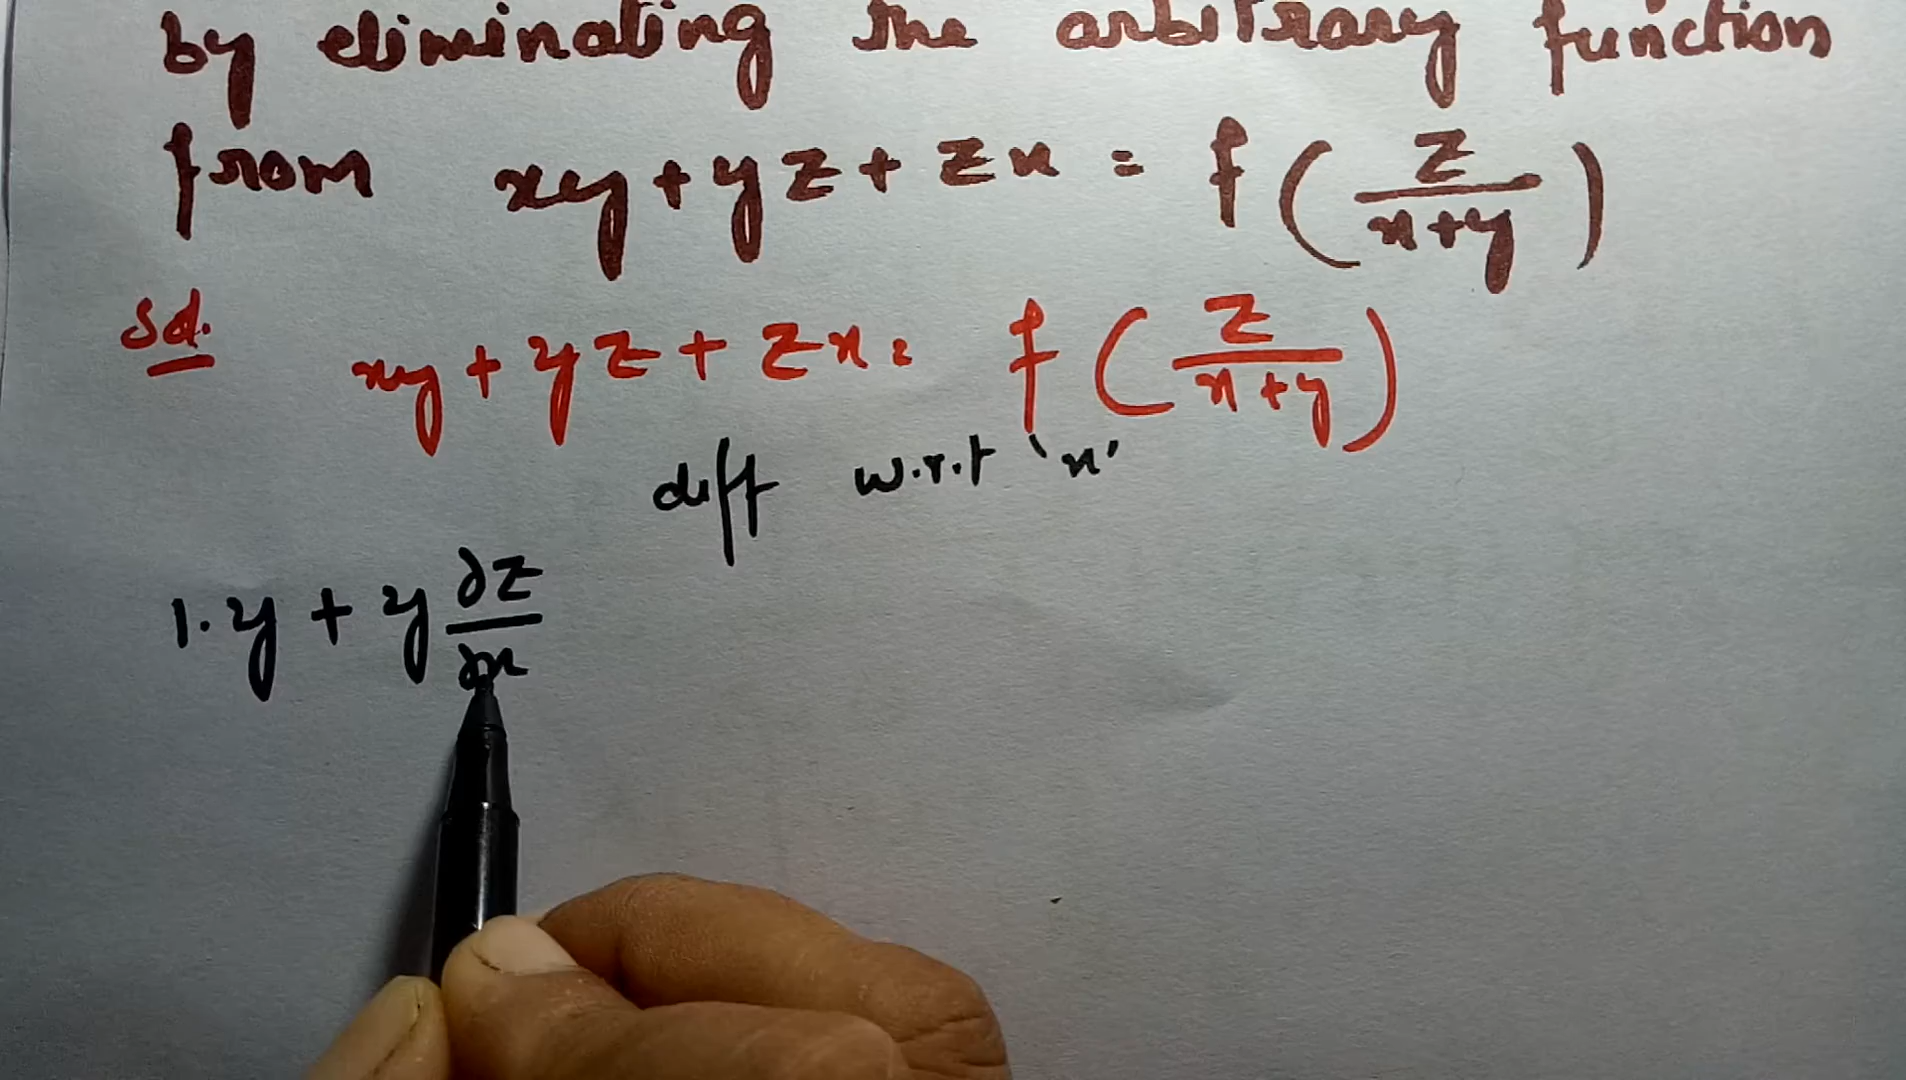 by eliminating the arbitrary function
from xy + yz + zx = f(z/(x+y))
Sol. xy + yz + zx = f(z/(x+y))
diff w.r.t 'x'
1.y + y ∂z/∂x